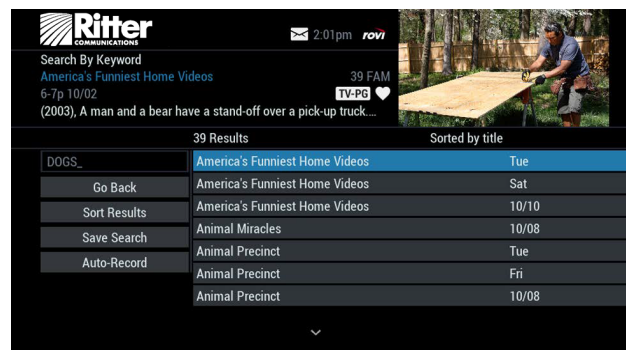 Ritter
COMMUNICATIONS
2:01pm rovi
Search By Keyword
America's Funniest Home Videos 39 FAM
6-7p 10/02 TV-PG
(2003), A man and a bear have a stand-off over a pick-up truck....
39 Results Sorted by title
DOGS_
America's Funniest Home Videos Tue
Go Back
America's Funniest Home Videos Sat
Sort Results
America's Funniest Home Videos 10/10
Save Search
Animal Miracles 10/08
Auto-Record
Animal Precinct Tue
Animal Precinct Fri
Animal Precinct 10/08